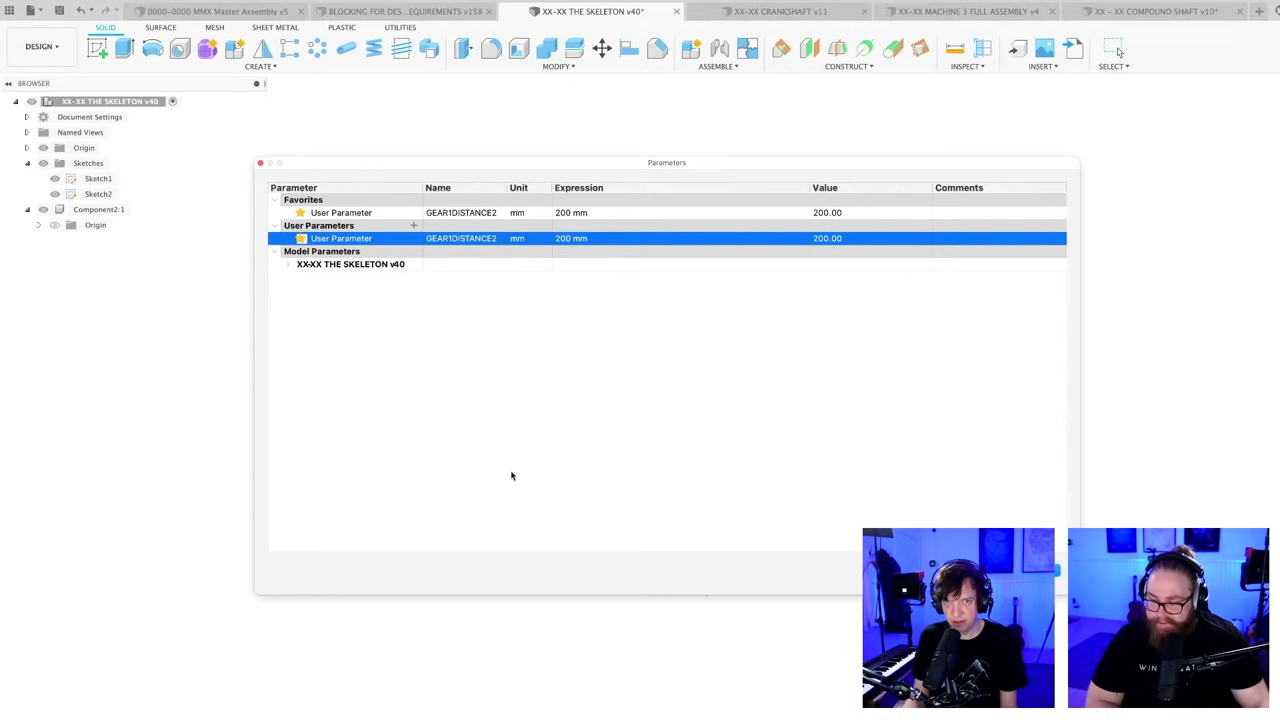 0000-0000 MMX Master Assembly v5
BLOCKING FOR DES...EQUIREMENTS v158
XX-XX THE SKELETON v40*
XX-XX CRANKSHAFT v11
XX-XX MACHINE 3 FULL ASSEMBLY v4
XX - XX COMPOUND SHAFT v10*
DESIGN
SOLID
SURFACE
MESH
SHEET METAL
PLASTIC
UTILITIES
CREATE
MODIFY
ASSEMBLE
CONSTRUCT
INSPECT
INSERT
SELECT
BROWSER
XX-XX THE SKELETON v40
Document Settings
Named Views
Origin
Sketches
Sketch1
Sketch2
Component2:1
Origin
Parameters
Parameter Name Unit Expression Value Comments
Favorites
User Parameter GEAR1DISTANCE2 mm 200 mm 200.00
User Parameters +
User Parameter GEAR1DISTANCE2 mm 200 mm 200.00
Model Parameters
XX-XX THE SKELETON v40